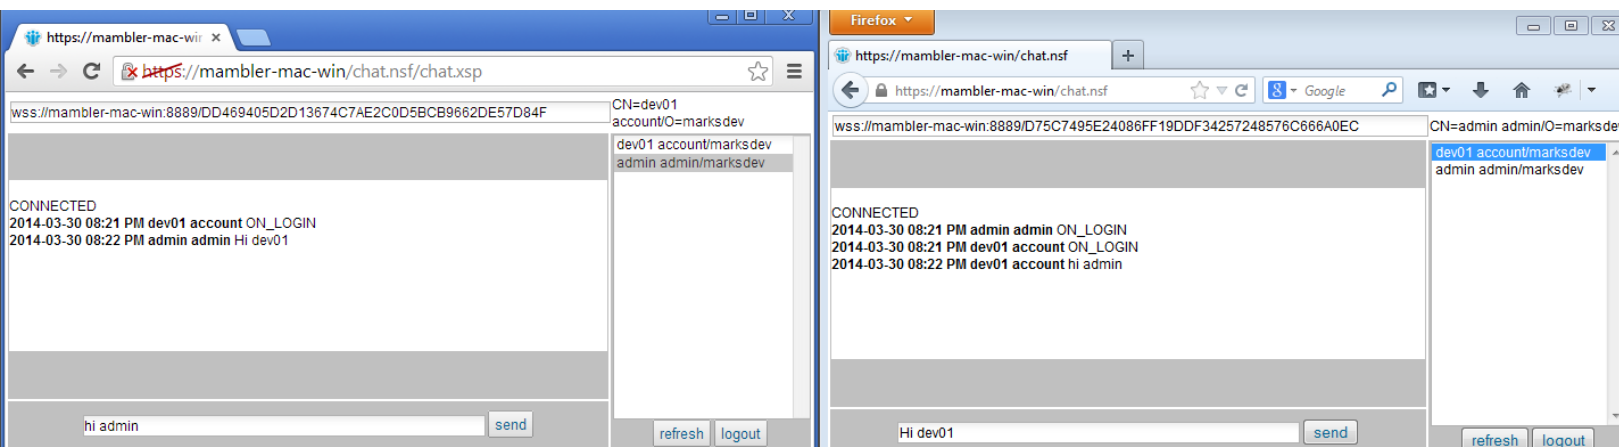 https://mambler-mac-wir
https://mambler-mac-win/chat.nsf/chat.xsp
wss://mambler-mac-win:8889/DD469405D2D13674C7AE2C0D5BCB9662DE57D84F
CN=dev01
account/O=marksdev
dev01 account/marksdev
admin admin/marksdev
CONNECTED
2014-03-30 08:21 PM dev01 account ON_LOGIN
2014-03-30 08:22 PM admin admin Hi dev01
hi admin
send
refresh
logout
Firefox
https://mambler-mac-win/chat.nsf
https://mambler-mac-win/chat.nsf
8 Google
wss://mambler-mac-win:8889/D75C7495E24086FF19DDF34257248576C666A0EC
CN=admin admin/O=marksdev
dev01 account/marksdev
admin admin/marksdev
CONNECTED
2014-03-30 08:21 PM admin admin ON_LOGIN
2014-03-30 08:21 PM dev01 account ON_LOGIN
2014-03-30 08:22 PM dev01 account hi admin
Hi dev01
send
refresh
logout